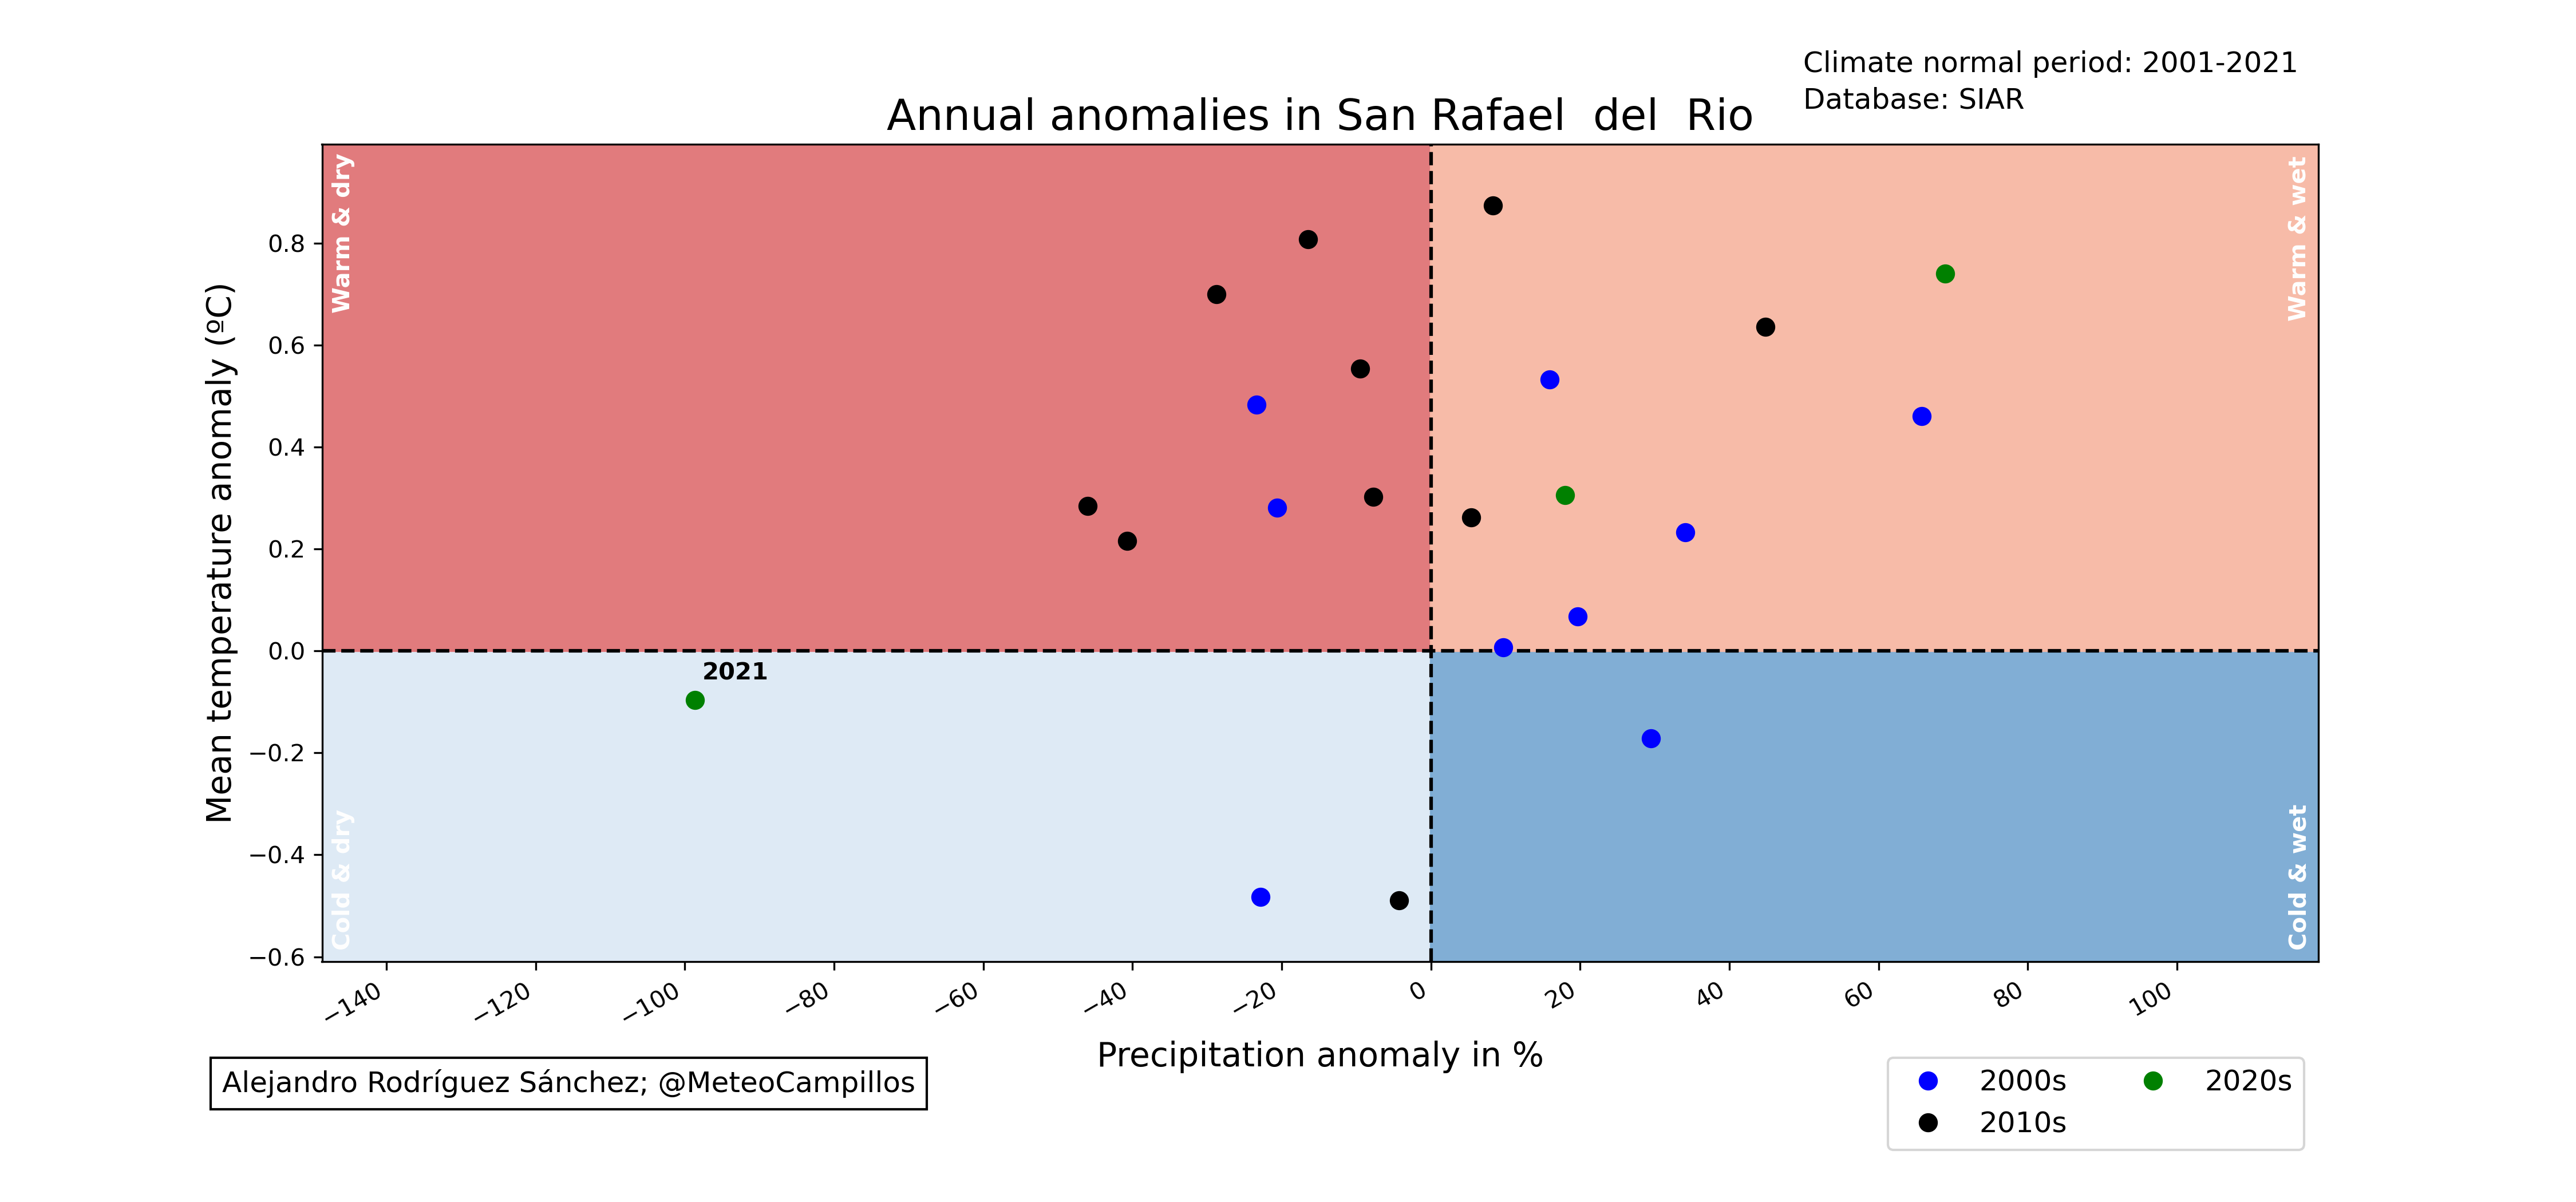 Climate normal period: 2001-2021
Database: SIAR
Annual anomalies in San Rafael  del  Rio
Warm & dry
Warm & wet
Mean temperature anomaly (ºC)
0.8
0.6
0.4
0.2
0.0
−0.2
−0.4
−0.6
2021
Cold & dry
Cold & wet
−140
−120
−100
−80
−60
−40
−20
0
20
40
60
80
100
Precipitation anomaly in %
Alejandro Rodríguez Sánchez; @MeteoCampillos
2000s
2010s
2020s